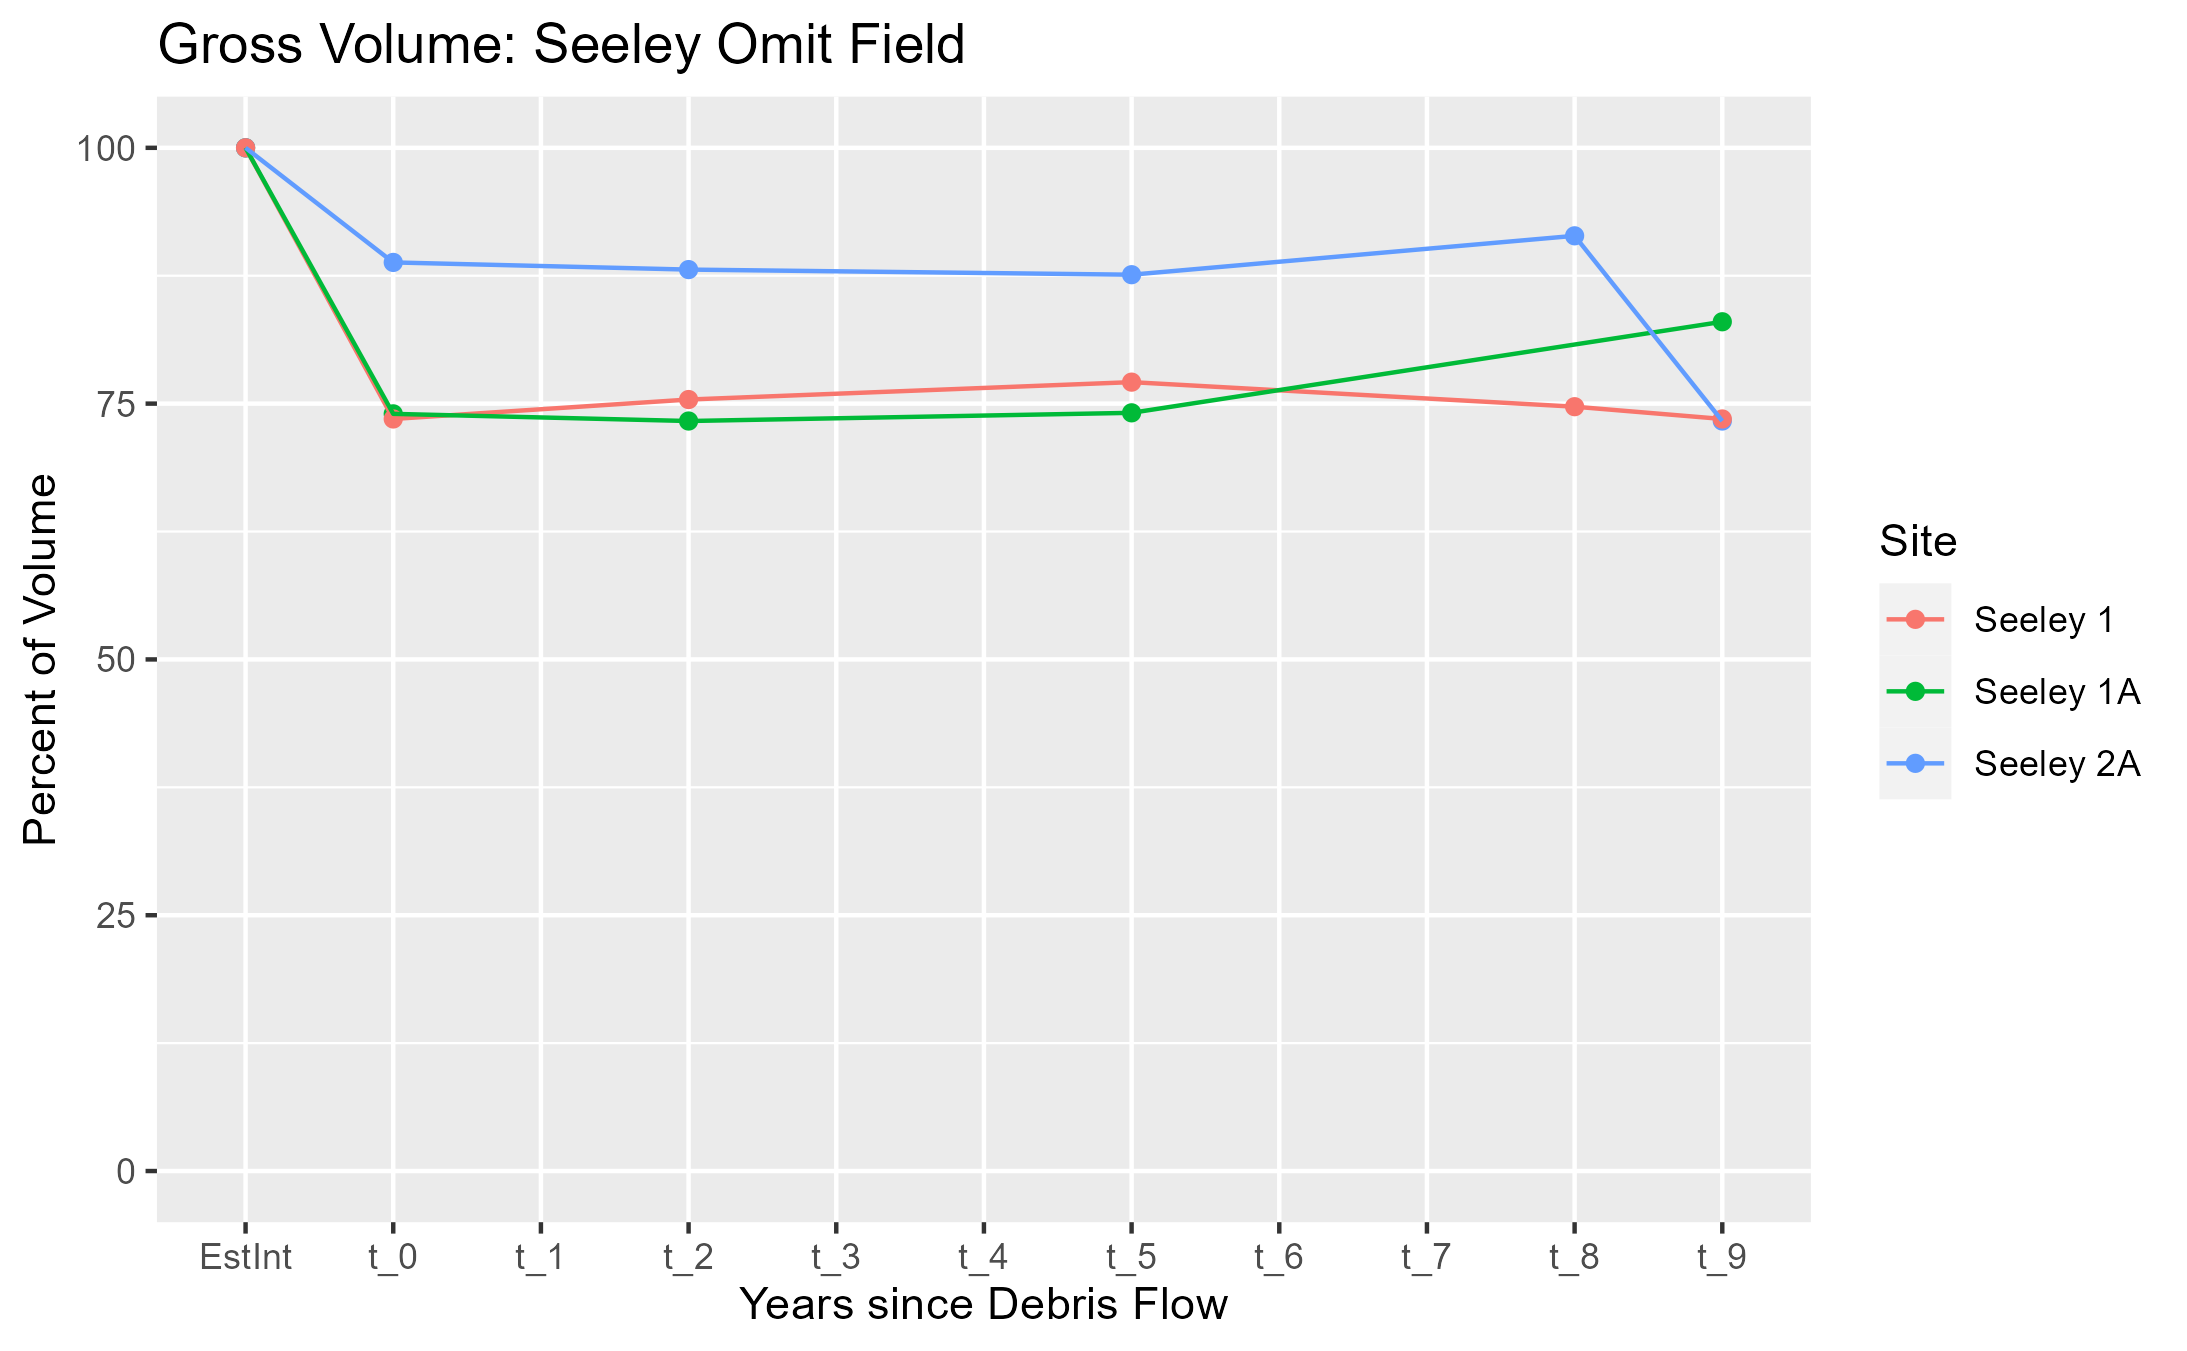 Gross Volume: Seeley Omit Field
Percent of Volume
100
75
50
25
0
EstInt t_0 t_1 t_2 t_3 t_4 t_5 t_6 t_7 t_8 t_9
Years since Debris Flow
Site
Seeley 1
Seeley 1A
Seeley 2A